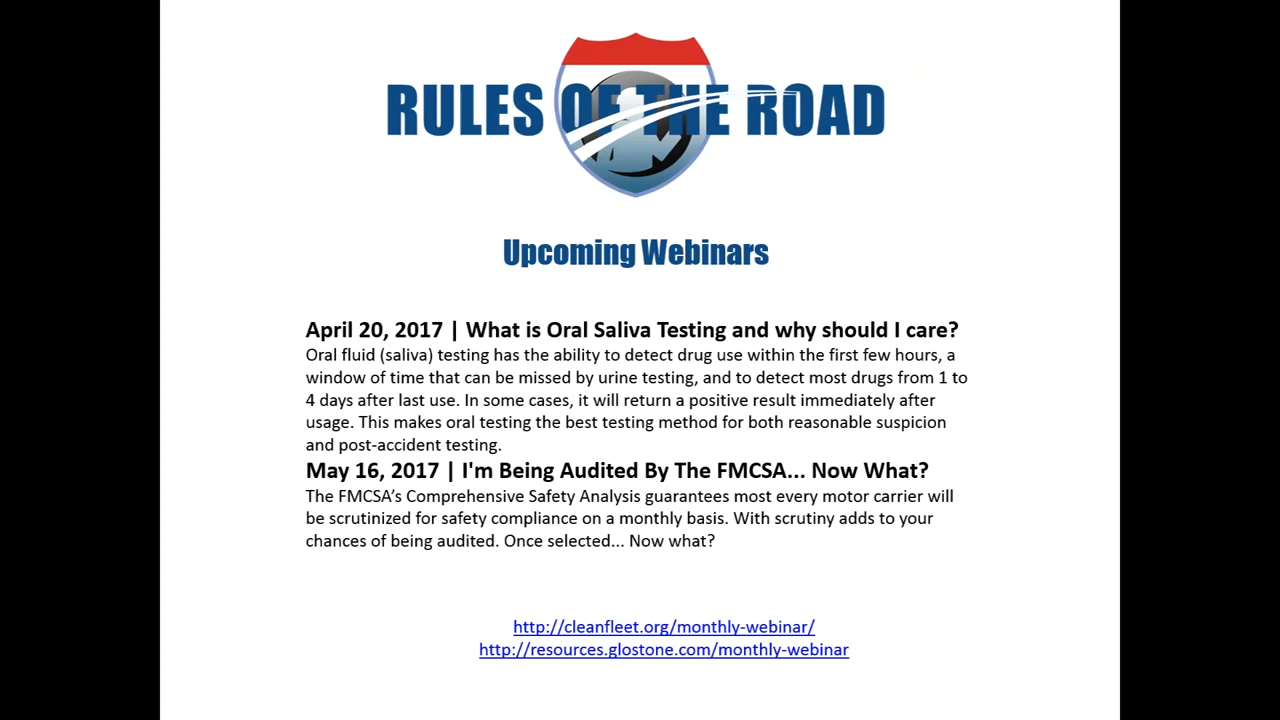 RULES OF THE ROAD
Upcoming Webinars
April 20, 2017 | What is Oral Saliva Testing and why should I care?
Oral fluid (saliva) testing has the ability to detect drug use within the first few hours, a
window of time that can be missed by urine testing, and to detect most drugs from 1 to
4 days after last use. In some cases, it will return a positive result immediately after
usage. This makes oral testing the best testing method for both reasonable suspicion
and post-accident testing.
May 16, 2017 | I'm Being Audited By The FMCSA... Now What?
The FMCSA’s Comprehensive Safety Analysis guarantees most every motor carrier will
be scrutinized for safety compliance on a monthly basis. With scrutiny adds to your
chances of being audited. Once selected... Now what?
http://cleanfleet.org/monthly-webinar/
http://resources.glostone.com/monthly-webinar